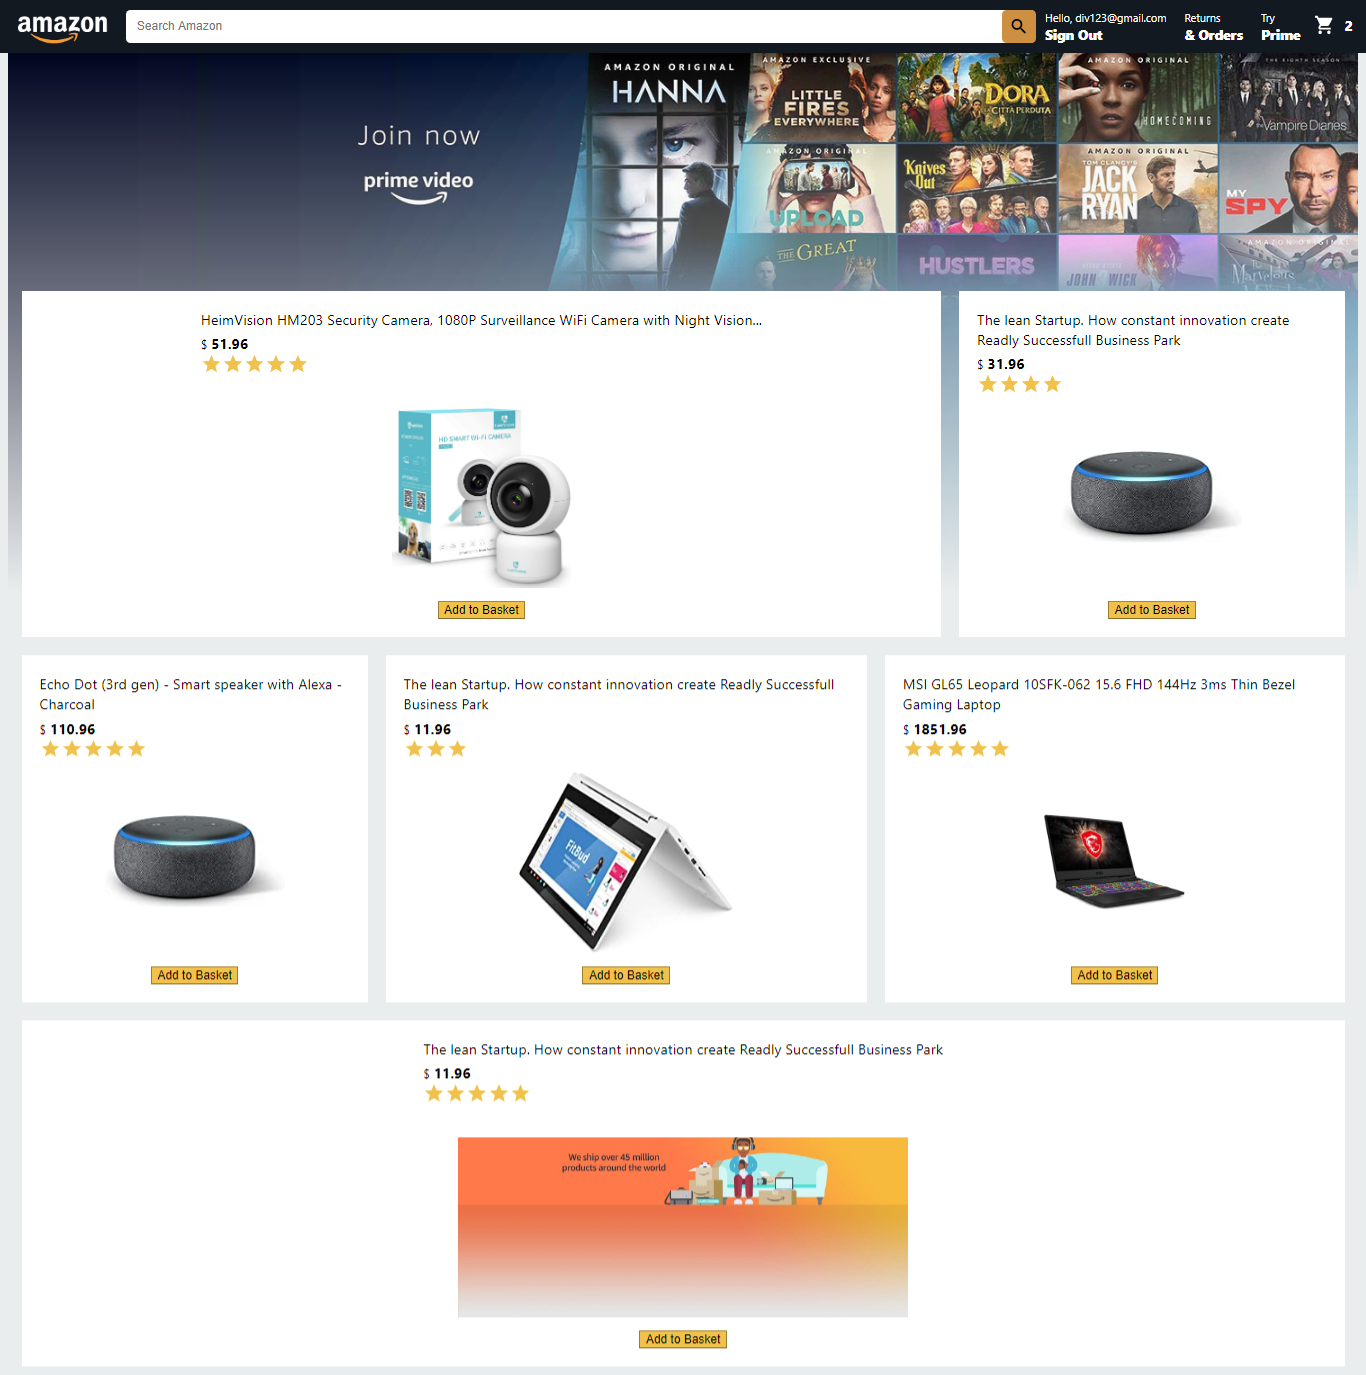 amazon
Search Amazon
Hello, div123@gmail.com
Sign Out
Returns
& Orders
Try
Prime
2
Join now
prime video
AMAZON ORIGINAL
HANNA
AMAZON EXCLUSIVE
LITTLE
FIRES
EVERYWHERE
DORA
CITTÀ PERDUTA
AMAZON ORIGINAL
HOMECOMING
THE EIGHTH SEASON
the Vampire Diaries
AMAZON ORIGINAL
UPLOAD
Knives
Out
AMAZON ORIGINAL
TOM CLANCY'S
JACK
RYAN
MY
SPY
THE GREAT
HUSTLERS
JOHN WICK
AMAZON ORIGINAL
The
Marvelous
HeimVision HM203 Security Camera, 1080P Surveillance WiFi Camera with Night Vision...
$ 51.96
HD SMART WI-FI CAMERA
Add to Basket
The lean Startup. How constant innovation create
Readly Successfull Business Park
$ 31.96
Add to Basket
Echo Dot (3rd gen) - Smart speaker with Alexa -
Charcoal
$ 110.96
Add to Basket
The lean Startup. How constant innovation create Readly Successfull
Business Park
$ 11.96
FitBud
Add to Basket
MSI GL65 Leopard 10SFK-062 15.6 FHD 144Hz 3ms Thin Bezel
Gaming Laptop
$ 1851.96
Add to Basket
The lean Startup. How constant innovation create Readly Successfull Business Park
$ 11.96
We ship over 45 million
products around the world
Add to Basket